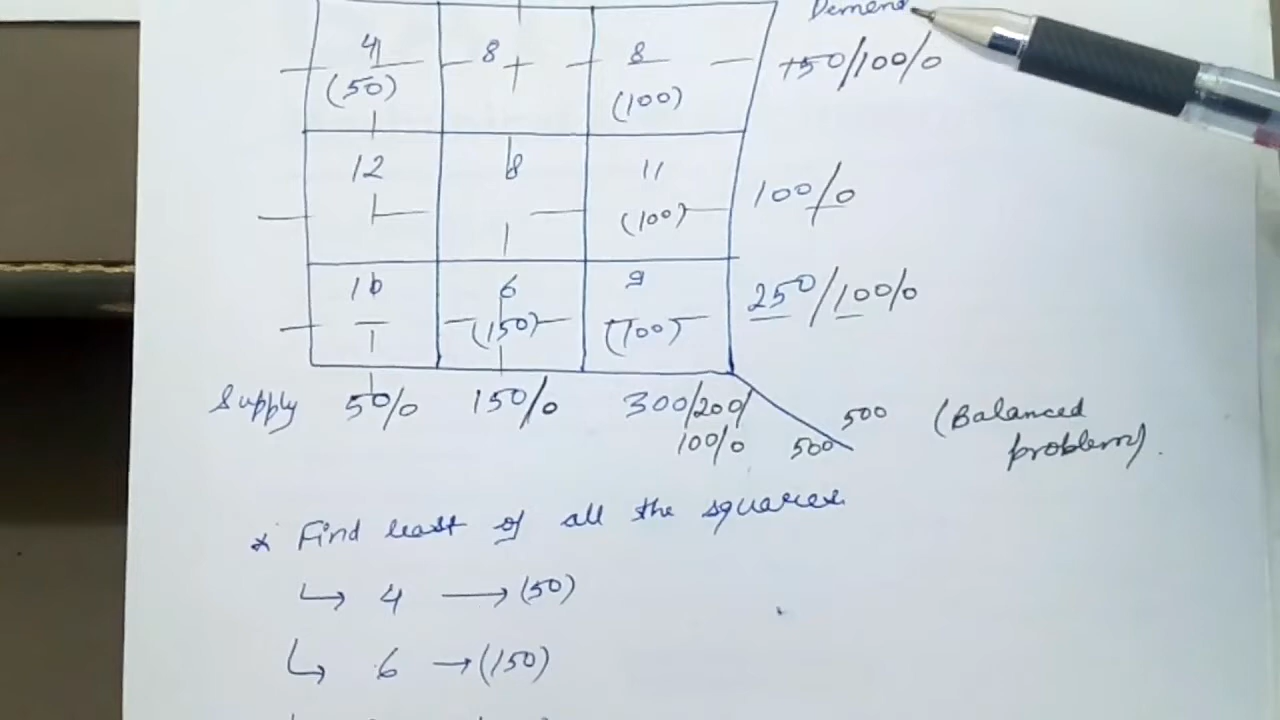 Demand
4 8 8 150/100/0
(50) (100)
12 8 11 100/0
(100)
16 6 9 250/100/0
(150) (100)
Supply 50/0 150/0 300/200/ 500 (Balanced
100/0 500 problem).
* Find least of all the squares
↳ 4 → (50)
↳ 6 → (150)